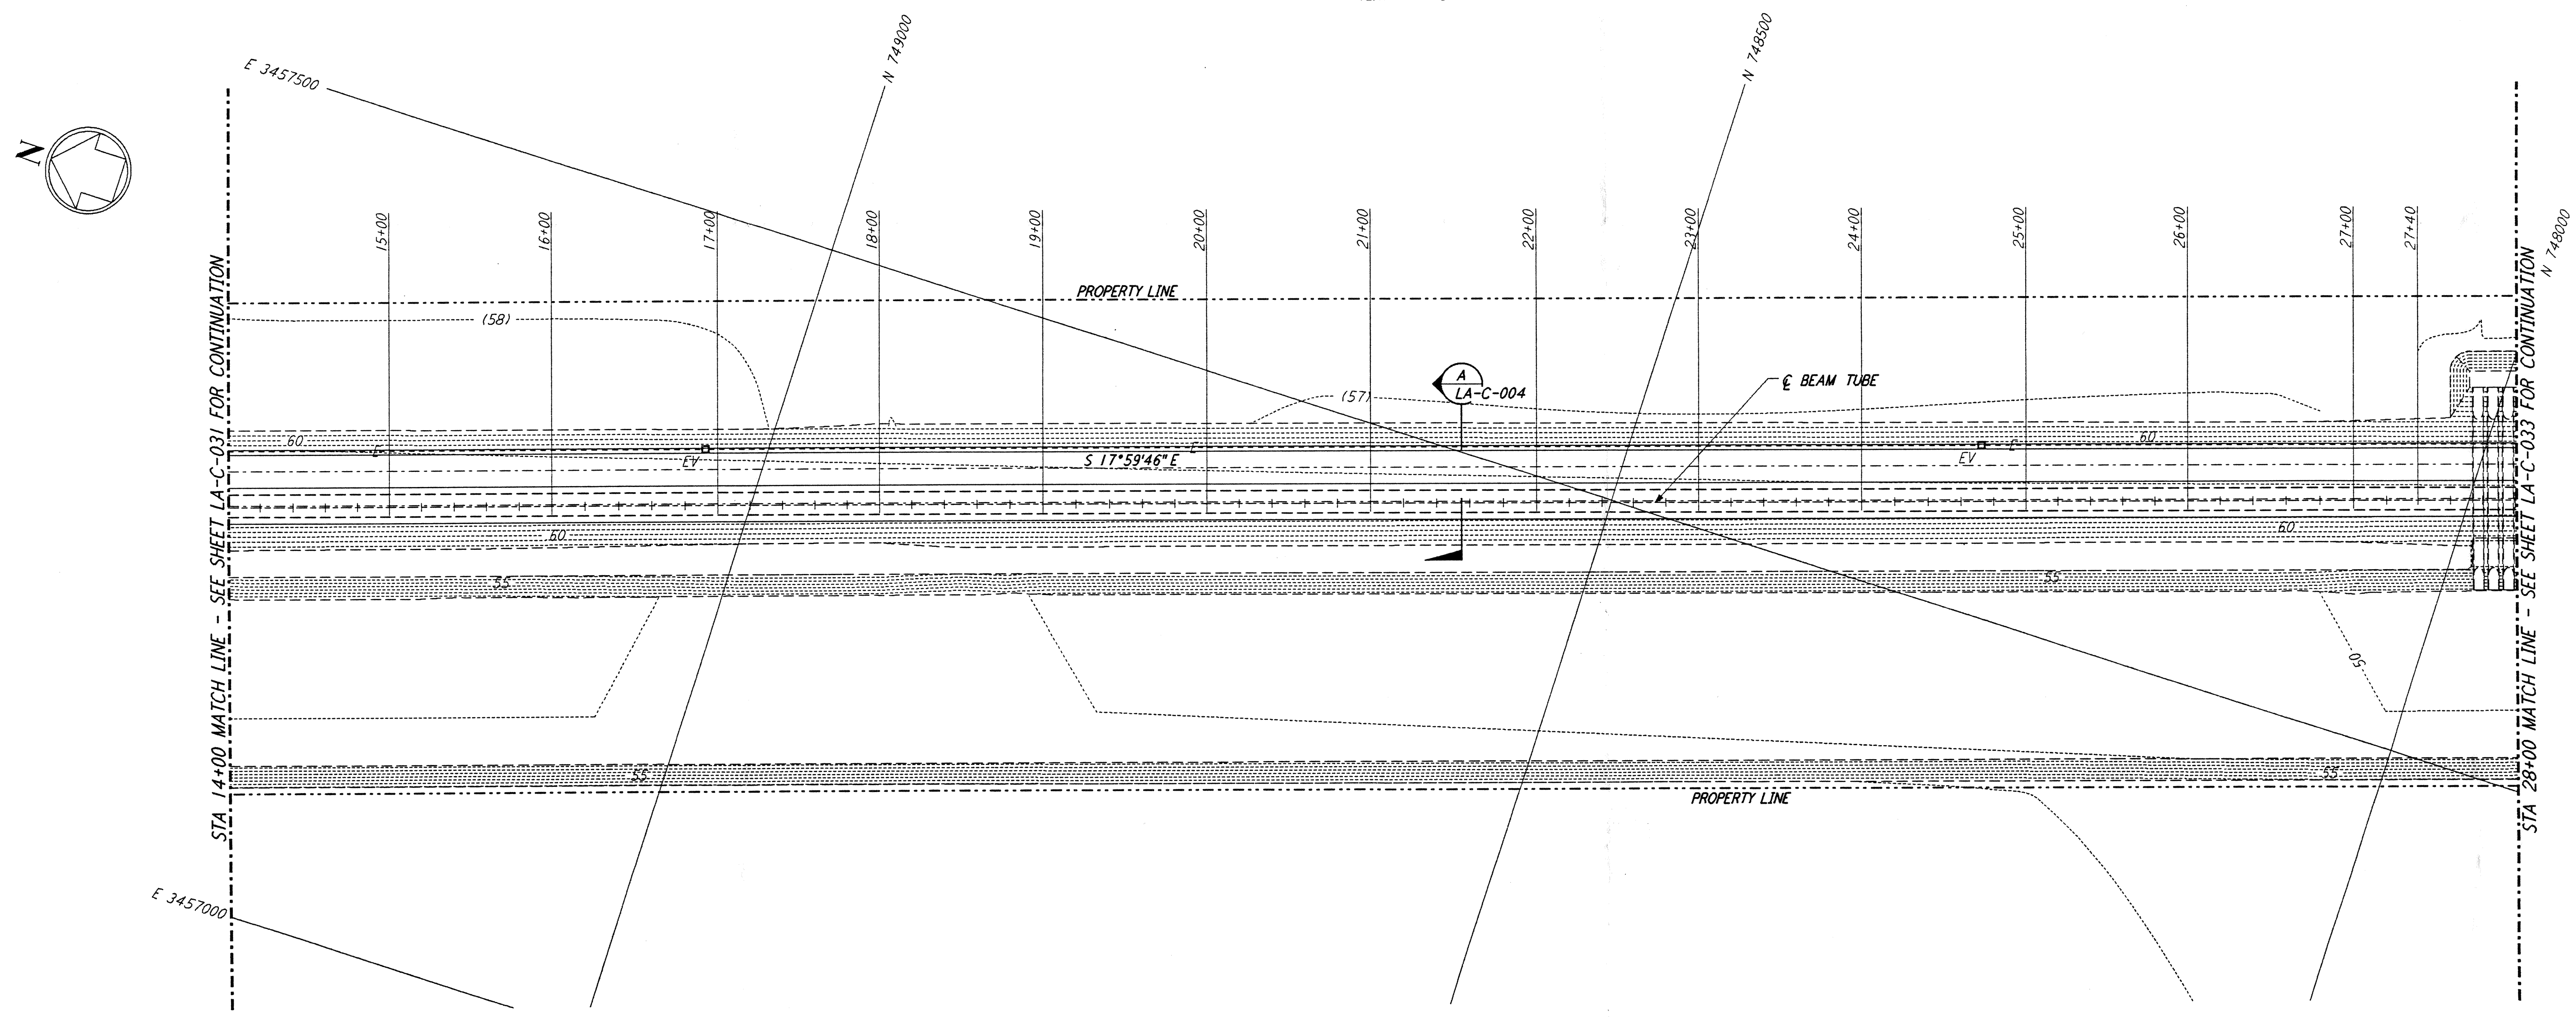 E 3457500
N 749000
N 748500
N 748000
N
15+00
16+00
17+00
18+00
19+00
20+00
21+00
22+00
23+00
24+00
25+00
26+00
27+00
27+40
PROPERTY LINE
(58)
(57)
A
LA-C-004
℄ BEAM TUBE
60
E
EV
E
S 17°59'46" E
EV
E
60
60
60
55
55
50
55
55
PROPERTY LINE
STA 14+00 MATCH LINE - SEE SHEET LA-C-031 FOR CONTINUATION
STA 28+00 MATCH LINE - SEE SHEET LA-C-033 FOR CONTINUATION
E 3457000